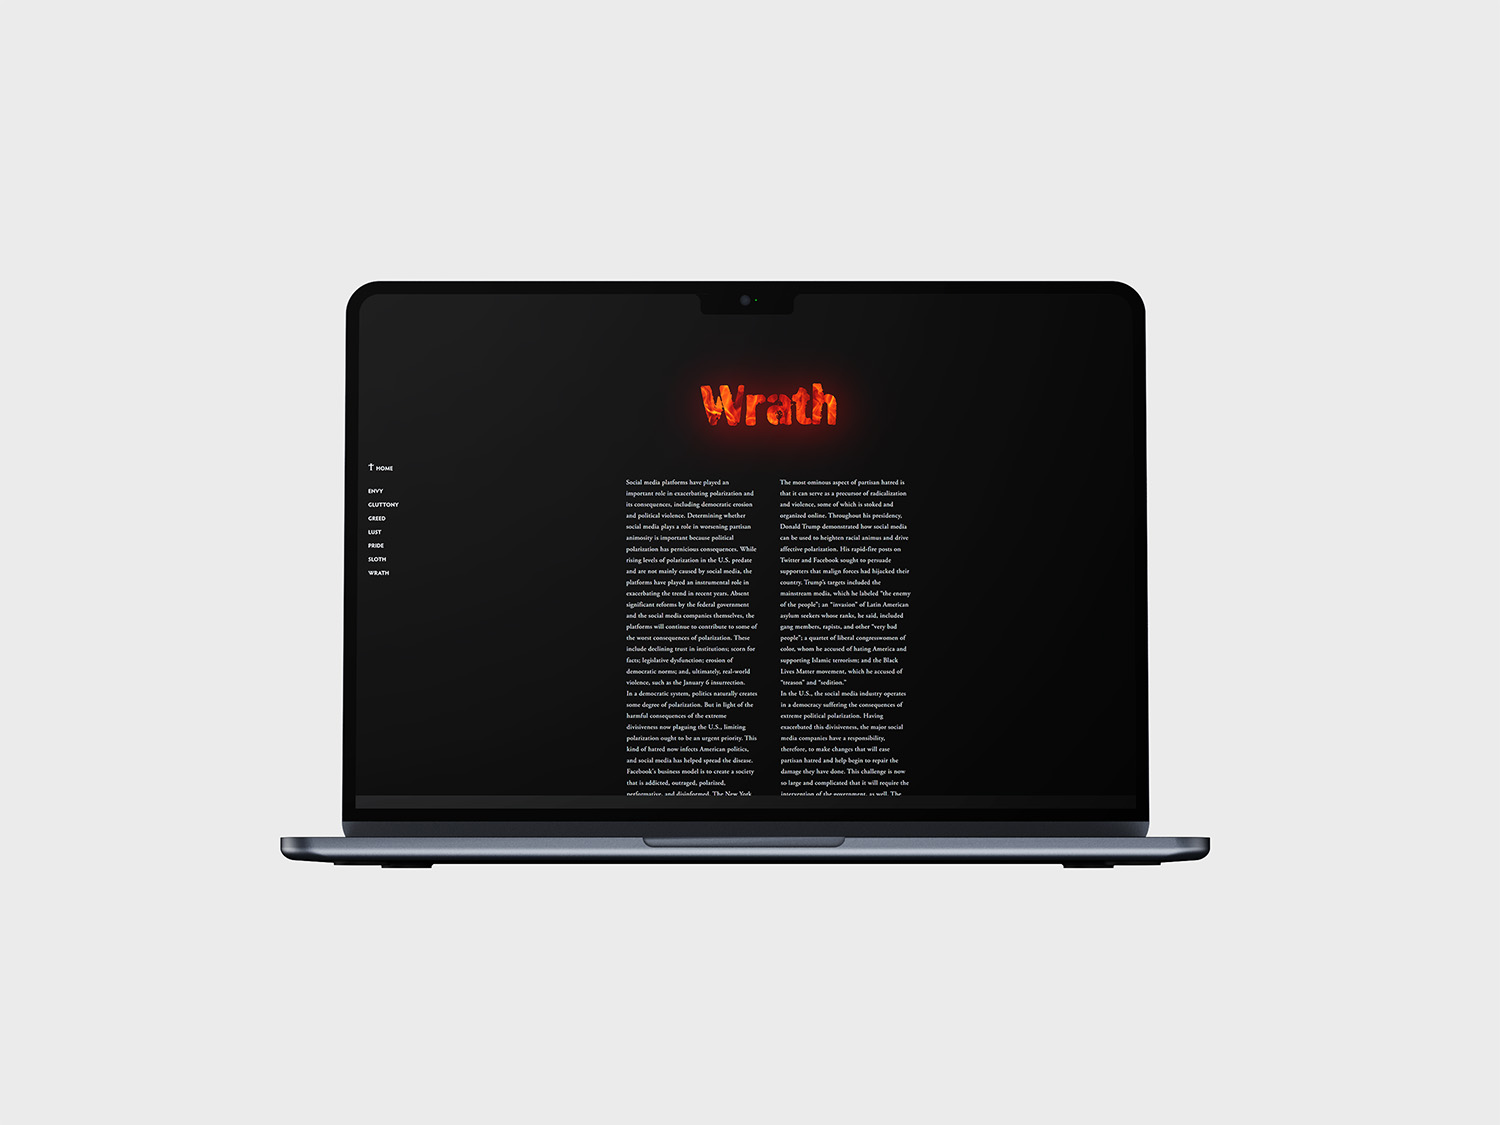 Wrath
HOME
ENVY
GLUTTONY
GREED
LUST
PRIDE
SLOTH
WRATH
Social media platforms have played an
important role in exacerbating polarization and
its consequences, including democratic erosion
and political violence. Determining whether
social media plays a role in worsening partisan
animosity is important because political
polarization has pernicious consequences. While
rising levels of polarization in the U.S. predate
and are not mainly caused by social media, the
platforms have played an instrumental role in
exacerbating the trend in recent years. Absent
significant reforms by the federal government
and the social media companies themselves, the
platforms will continue to contribute to some of
the worst consequences of polarization. These
include declining trust in institutions; scorn for
facts; legislative dysfunction; erosion of
democratic norms; and, ultimately, real-world
violence, such as the January 6 insurrection.
In a democratic system, politics naturally creates
some degree of polarization. But in light of the
harmful consequences of the extreme
divisiveness now plaguing the U.S., limiting
polarization ought to be an urgent priority. This
kind of hatred now infects American politics,
and social media has helped spread the disease.
Facebook's business model is to create a society
that is addicted, outraged, polarized,
performative, and disinformed. The New York
The most ominous aspect of partisan hatred is
that it can serve as a precursor of radicalization
and violence, some of which is stoked and
organized online. Throughout his presidency,
Donald Trump demonstrated how social media
can be used to heighten racial animus and drive
affective polarization. His rapid-fire posts on
Twitter and Facebook sought to persuade
supporters that malign forces had hijacked their
country. Trump's targets included the
mainstream media, which he labeled “the enemy
of the people”; an “invasion” of Latin American
asylum seekers whose ranks, he said, included
gang members, rapists, and other “very bad
people”; a quartet of liberal congresswomen of
color, whom he accused of hating America and
supporting Islamic terrorism; and the Black
Lives Matter movement, which he accused of
“treason” and “sedition.”
In the U.S., the social media industry operates
in a democracy suffering the consequences of
extreme political polarization. Having
exacerbated this divisiveness, the major social
media companies have a responsibility,
therefore, to make changes that will ease
partisan hatred and help begin to repair the
damage they have done. This challenge is now
so large and complicated that it will require the
intervention of the government, as well. The